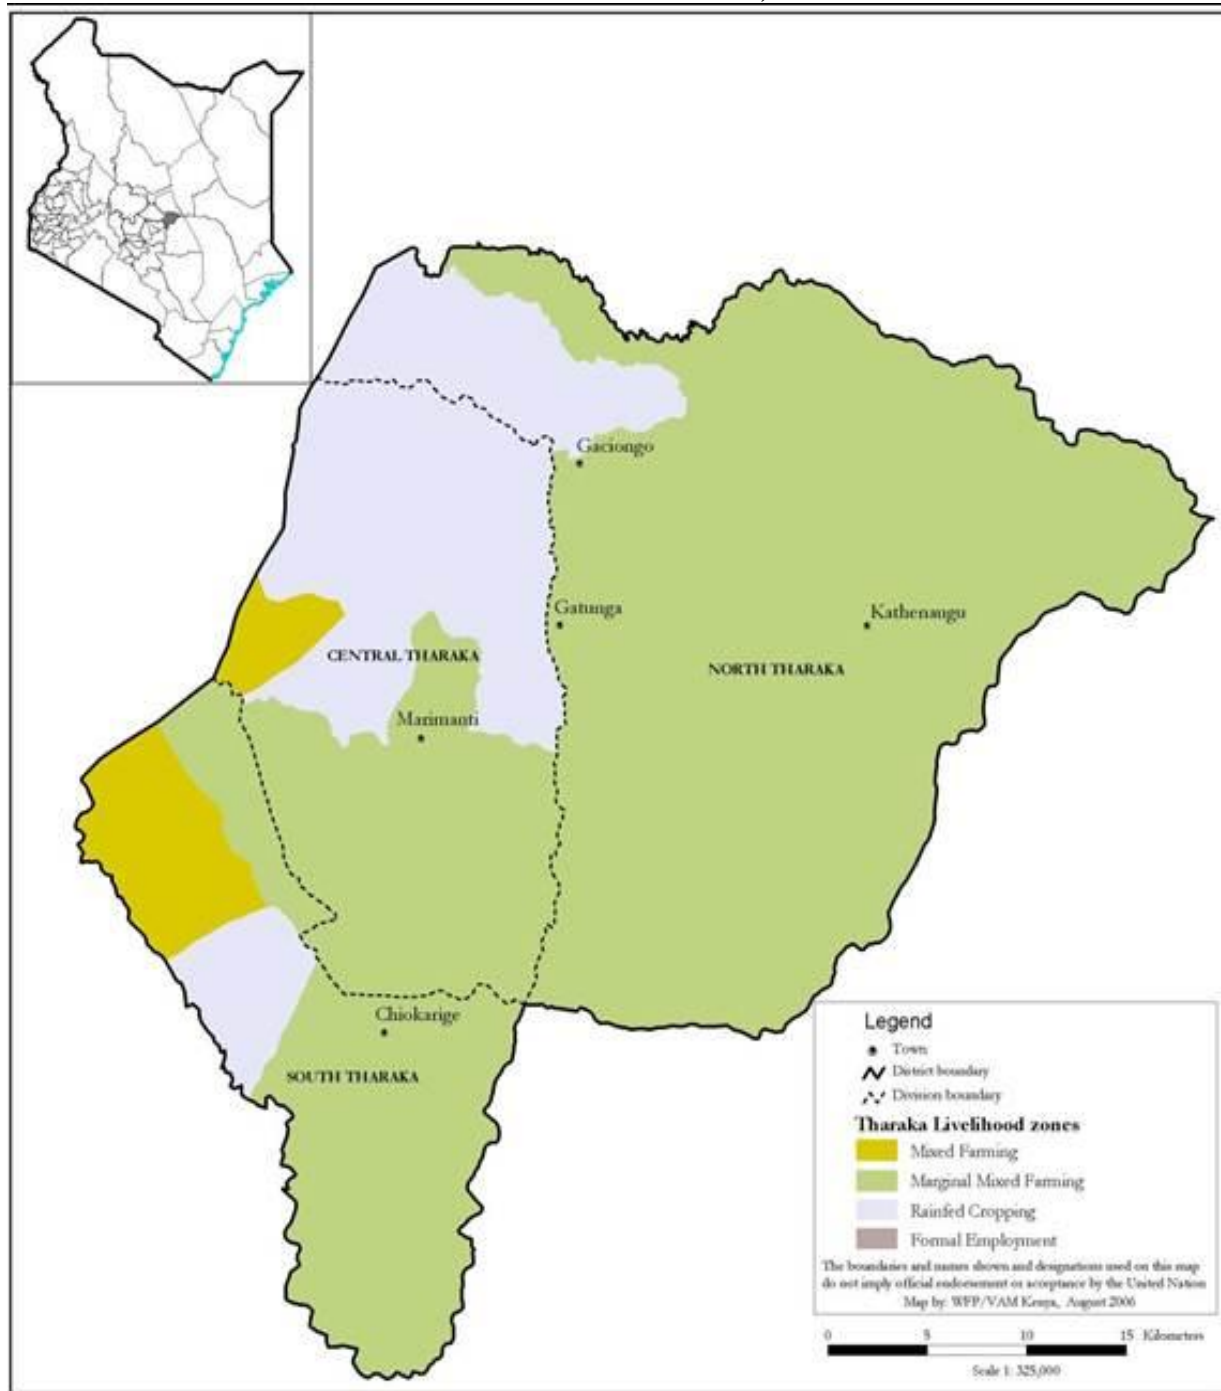 Gaciongo
Gatunga
Kathenaugu
CENTRAL THARAKA
NORTH THARAKA
Marimanti
Chiokarige
SOUTH THARAKA
Legend
Town
District boundary
Division boundary
Tharaka Livelihood zones
Mixed Farming
Marginal Mixed Farming
Rainfed Cropping
Formal Employment
The boundaries and names shown and designations used on this map
do not imply official endorsement or acceptance by the United Nation
Map by: WFP/VAM Kenya, August 2006
0 5 10 15 Kilometers
Scale 1: 325,000